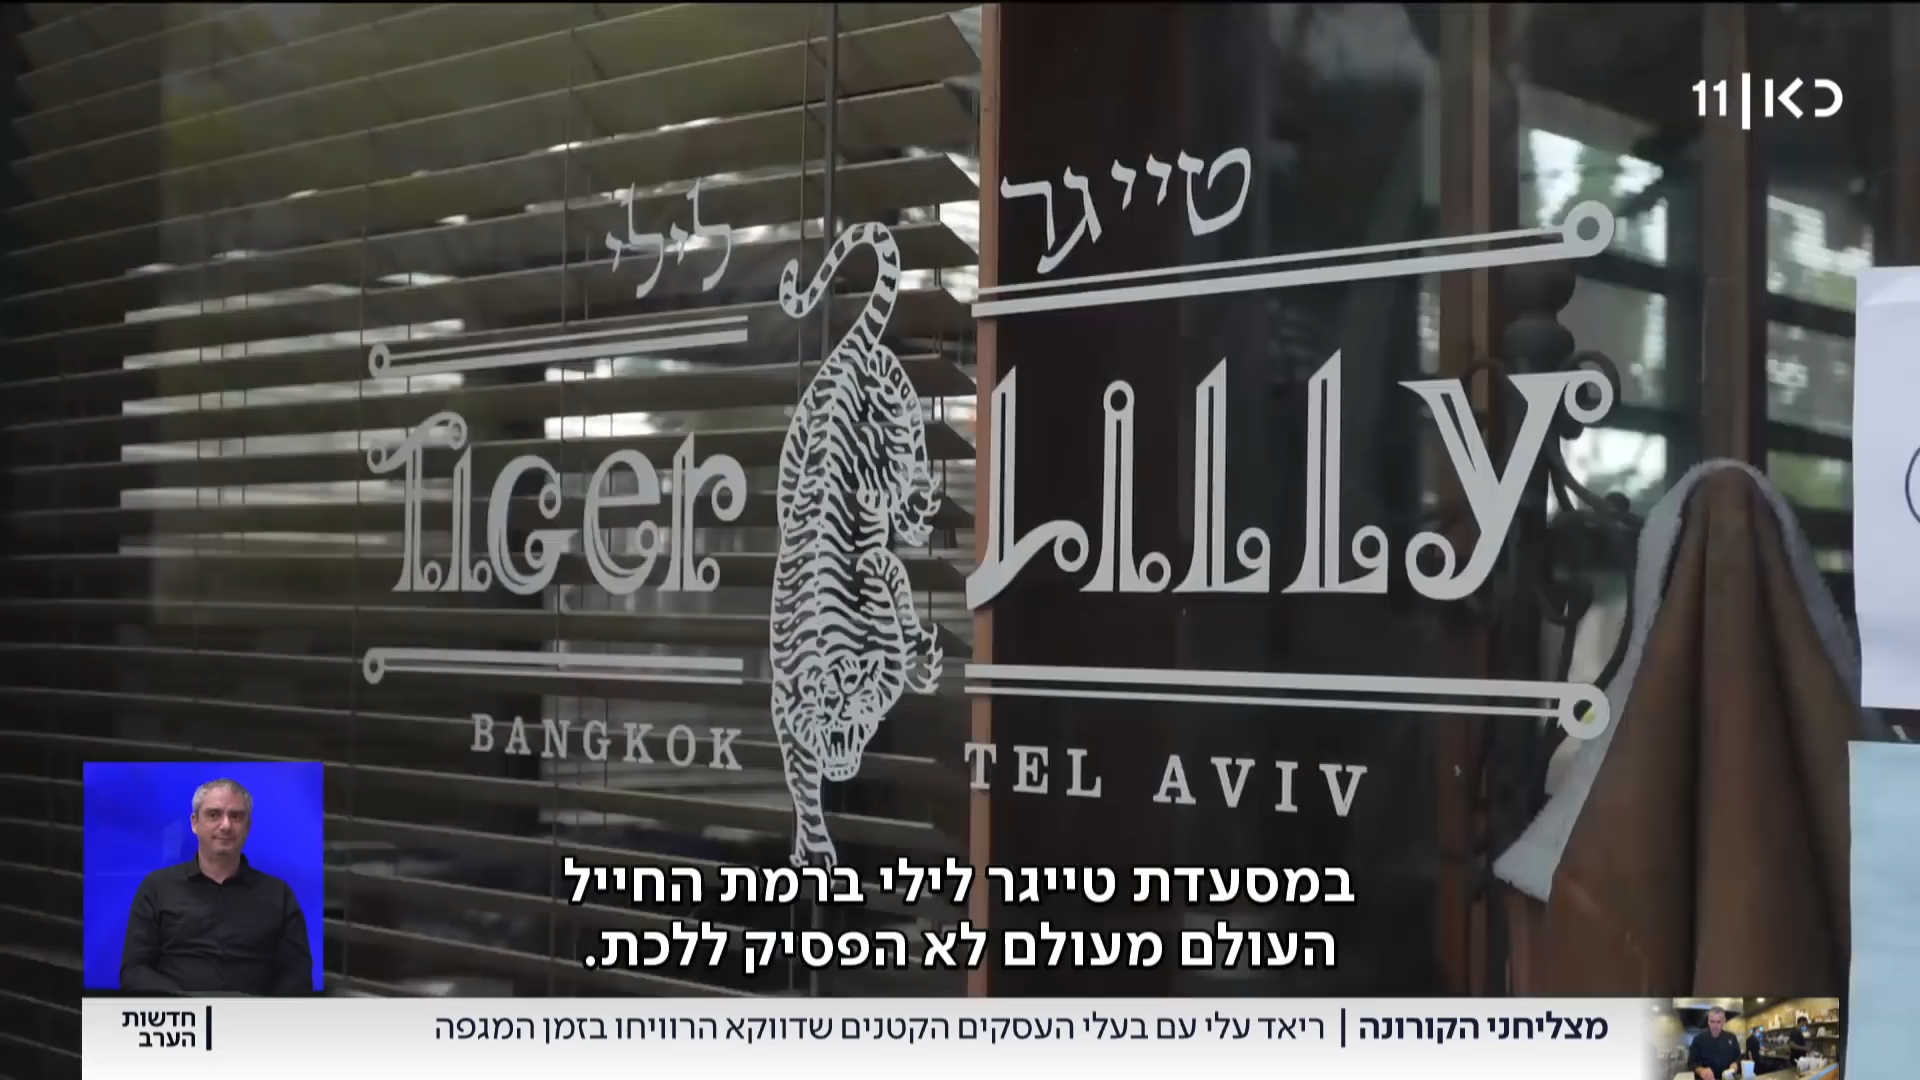 כאן 11
טייגר לילי
Tiger Lilly
BANGKOK TEL AVIV
במסעדת טייגר לילי ברמת החייל
העולם מעולם לא הפסיק ללכת.
מצליחני הקורונה | ריאד עלי עם בעלי העסקים הקטנים שדווקא הרוויחו בזמן המגפה
חדשות
הערב